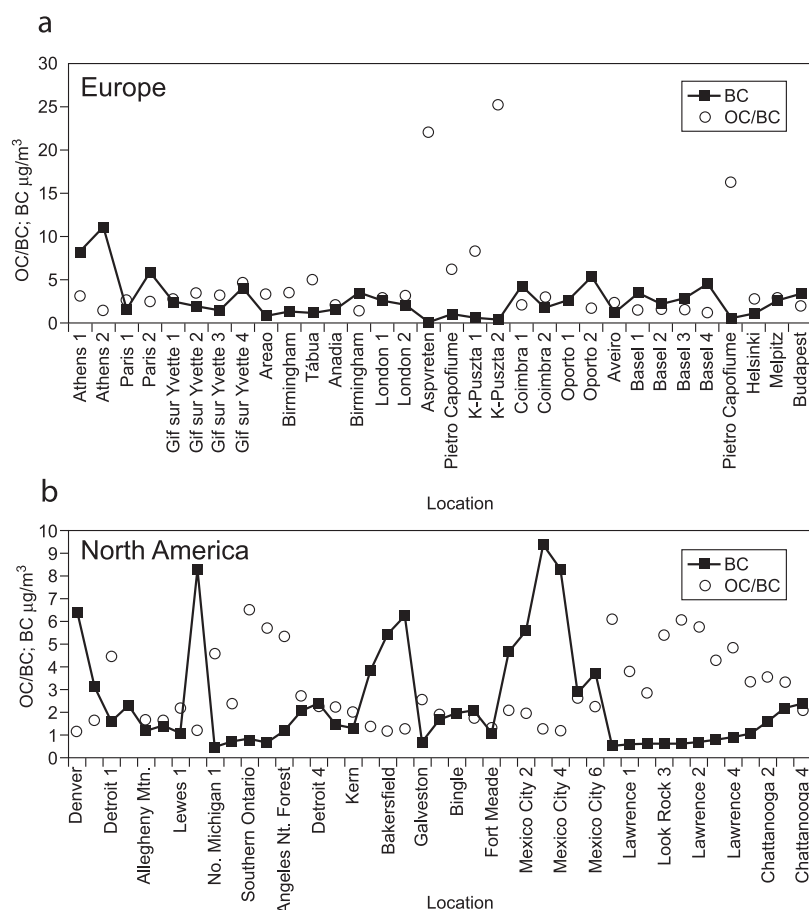 a
Europe
30
25
20
15
10
5
0
OC/BC; BC µg/m³
BC
OC/BC
Athens 1
Athens 2
Paris 1
Paris 2
Gif sur Yvette 1
Gif sur Yvette 2
Gif sur Yvette 3
Gif sur Yvette 4
Areao
Birmingham
Tábua
Anadia
Birmingham
London 1
London 2
Aspvreten
Pietro Capofiume
K-Puszta 1
K-Puszta 2
Coimbra 1
Coimbra 2
Oporto 1
Oporto 2
Aveiro
Basel 1
Basel 2
Basel 3
Basel 4
Pietro Capofiume
Helsinki
Melpitz
Budapest
Location
b
North America
10
9
8
7
6
5
4
3
2
1
0
OC/BC; BC µg/m³
BC
OC/BC
Denver
Detroit 1
Allegheny Mtn.
Lewes 1
No. Michigan 1
Southern Ontario
Angeles Nt. Forest
Detroit 4
Kern
Bakersfield
Galveston
Bingle
Fort Meade
Mexico City 2
Mexico City 4
Mexico City 6
Lawrence 1
Look Rock 3
Lawrence 2
Lawrence 4
Chattanooga 2
Chattanooga 4
Location